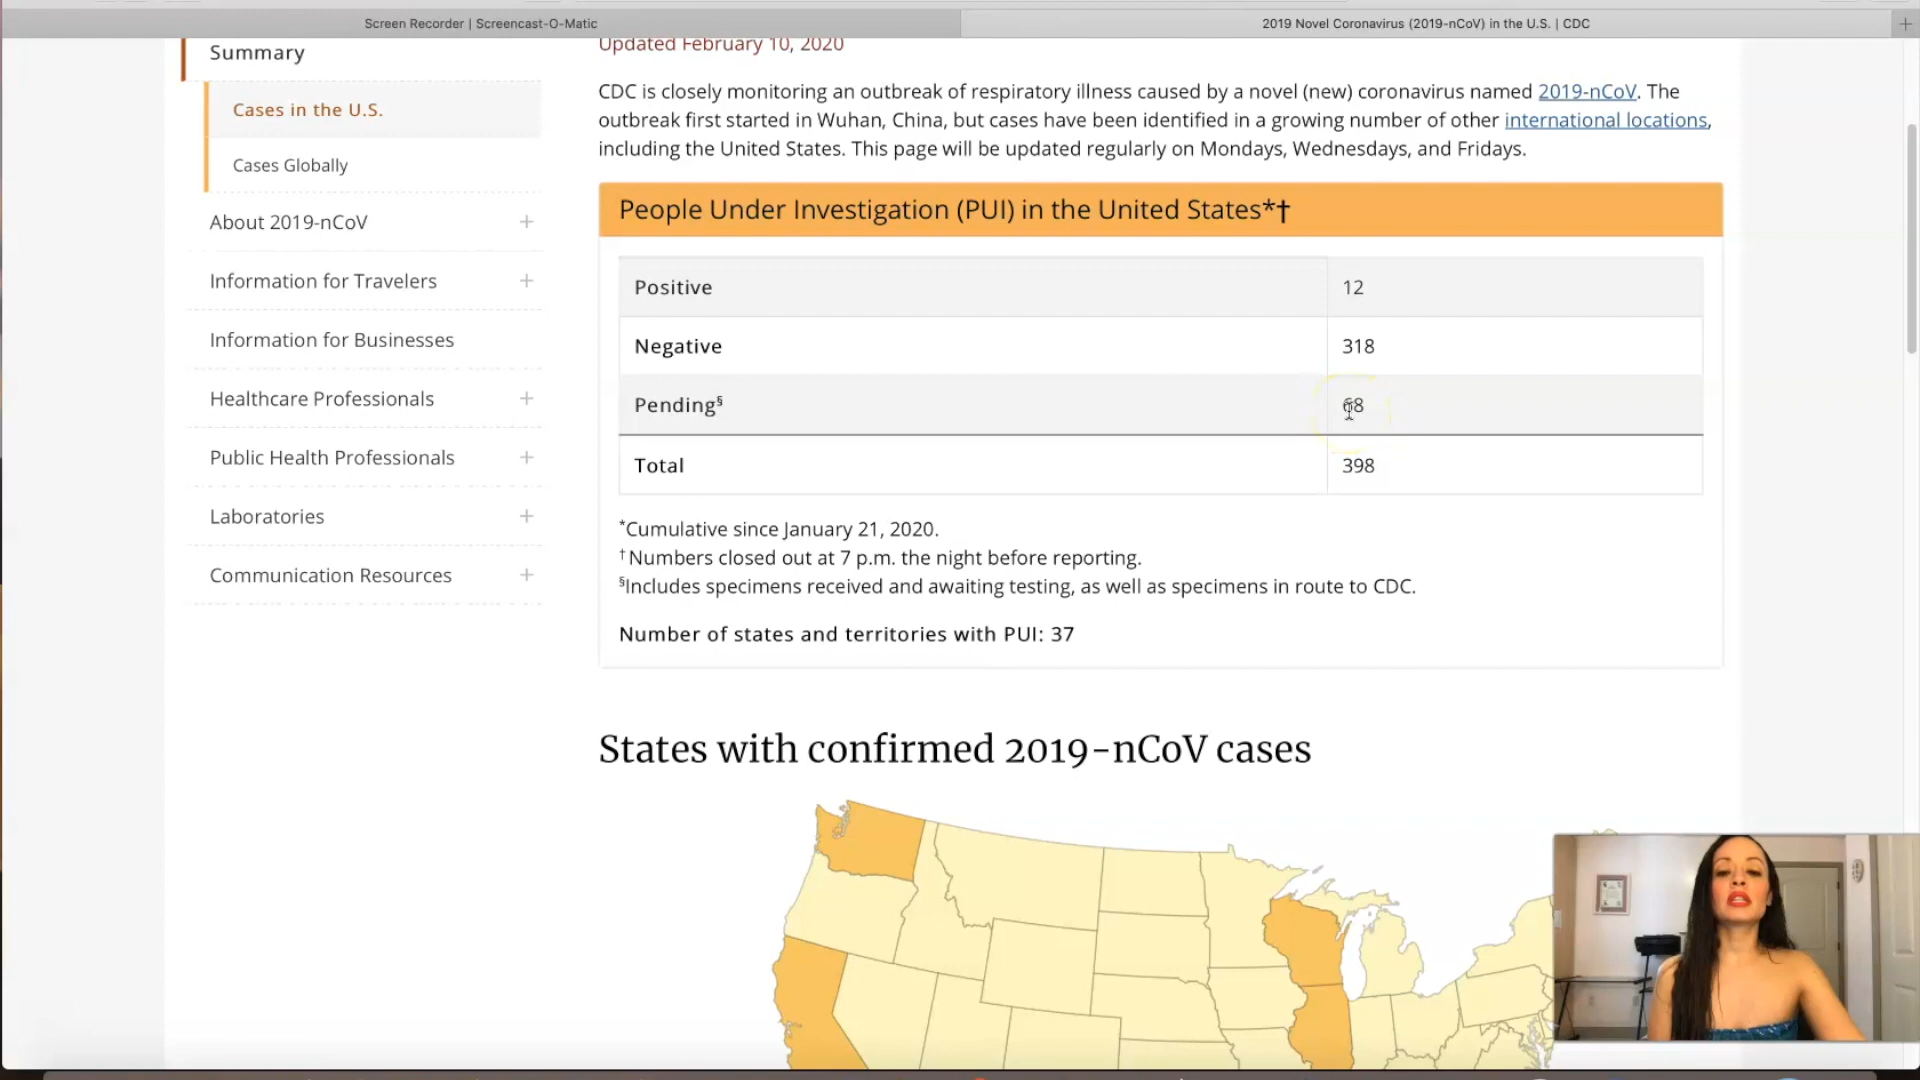 Screen Recorder | Screencast-O-Matic
2019 Novel Coronavirus (2019-nCoV) in the U.S. | CDC
Summary
Cases in the U.S.
Cases Globally
About 2019-nCoV
Information for Travelers
Information for Businesses
Healthcare Professionals
Public Health Professionals
Laboratories
Communication Resources
Updated February 10, 2020
CDC is closely monitoring an outbreak of respiratory illness caused by a novel (new) coronavirus named 2019-nCoV. The
outbreak first started in Wuhan, China, but cases have been identified in a growing number of other international locations,
including the United States. This page will be updated regularly on Mondays, Wednesdays, and Fridays.
People Under Investigation (PUI) in the United States*†
Positive 12
Negative 318
Pending§ 68
Total 398
*Cumulative since January 21, 2020.
†Numbers closed out at 7 p.m. the night before reporting.
§Includes specimens received and awaiting testing, as well as specimens in route to CDC.
Number of states and territories with PUI: 37
States with confirmed 2019-nCoV cases